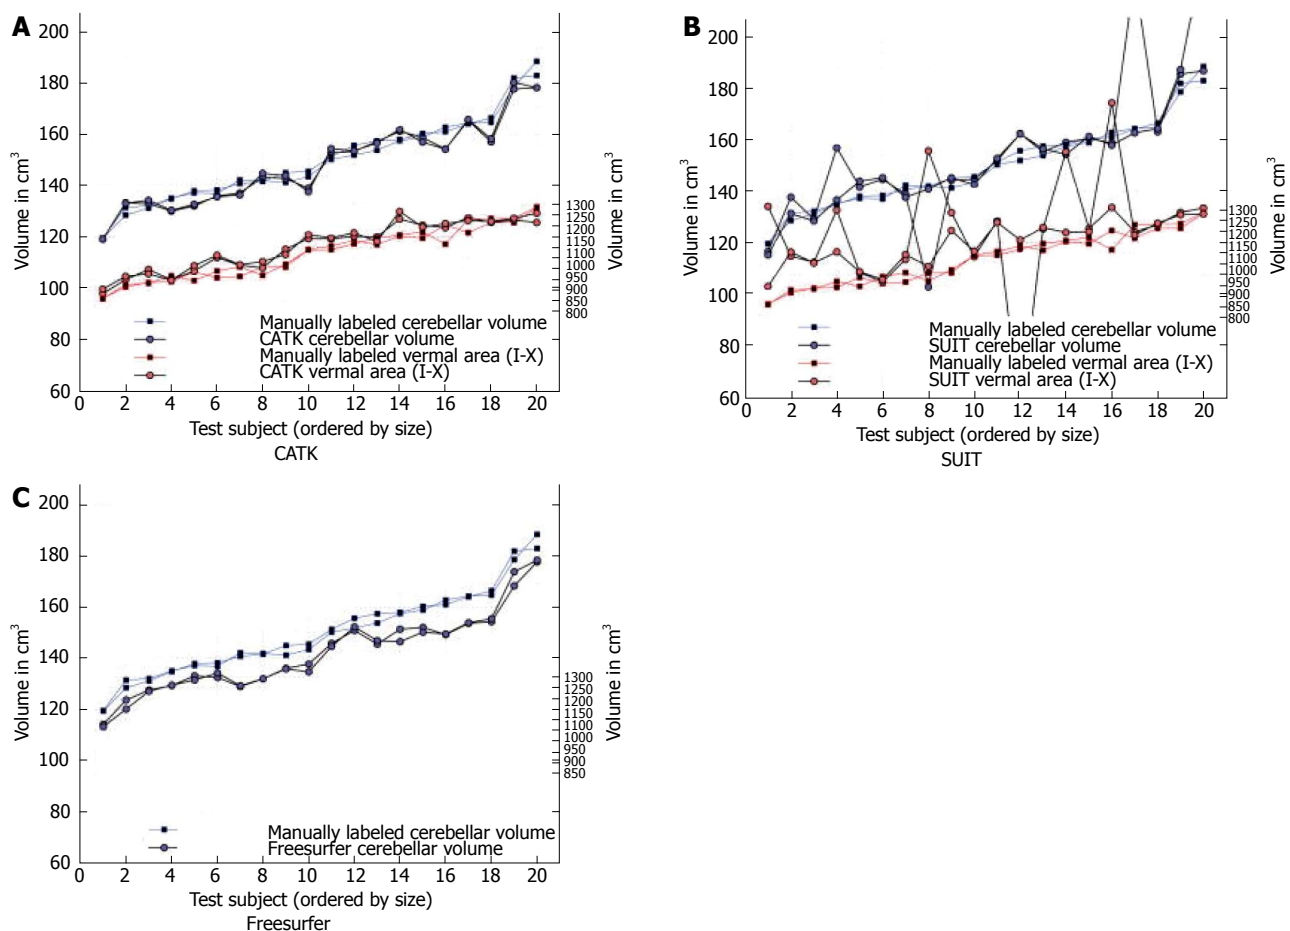 A
200
180
160
140
120
100
80
60
Volume in cm3
1300
1250
1200
1150
1100
1050
1000
950
900
850
800
Volume in cm3
Manually labeled cerebellar volume
CATK cerebellar volume
Manually labeled vermal area (I-X)
CATK vermal area (I-X)
0 2 4 6 8 10 12 14 16 18 20
Test subject (ordered by size)
CATK
B
200
180
160
140
120
100
80
60
Volume in cm3
1300
1250
1200
1150
1100
1050
1000
950
900
850
800
Volume in cm3
Manually labeled cerebellar volume
SUIT cerebellar volume
Manually labeled vermal area (I-X)
SUIT vermal area (I-X)
0 2 4 6 8 10 12 14 16 18 20
Test subject (ordered by size)
SUIT
C
200
180
160
140
120
100
80
60
Volume in cm3
1300
1250
1200
1150
1100
1000
950
900
850
Volume in cm3
Manually labeled cerebellar volume
Freesurfer cerebellar volume
0 2 4 6 8 10 12 14 16 18 20
Test subject (ordered by size)
Freesurfer